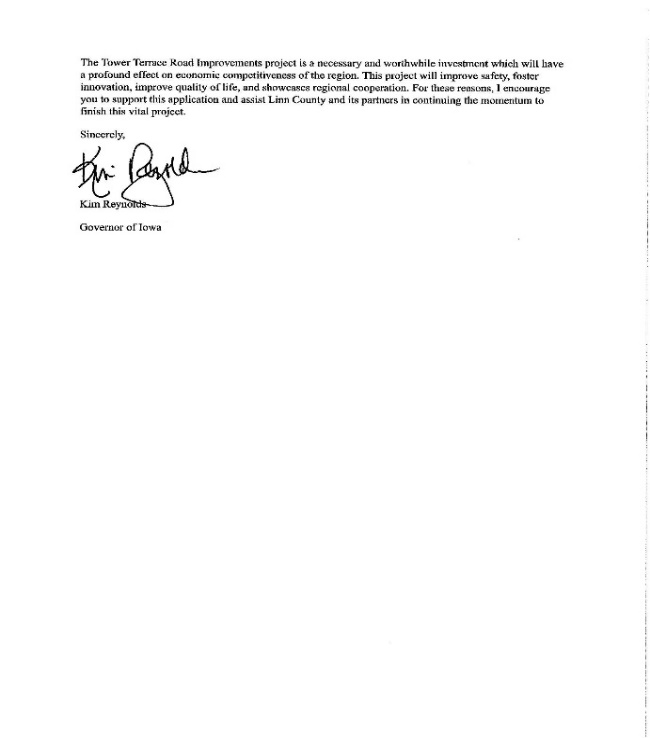 The Tower Terrace Road Improvements project is a necessary and worthwhile investment which will have
a profound effect on economic competitiveness of the region. This project will improve safety, foster
innovation, improve quality of life, and showcases regional cooperation. For these reasons, I encourage
you to support this application and assist Linn County and its partners in continuing the momentum to
finish this vital project.
Sincerely,
Kim Reynolds
Kim Reynolds
Governor of Iowa